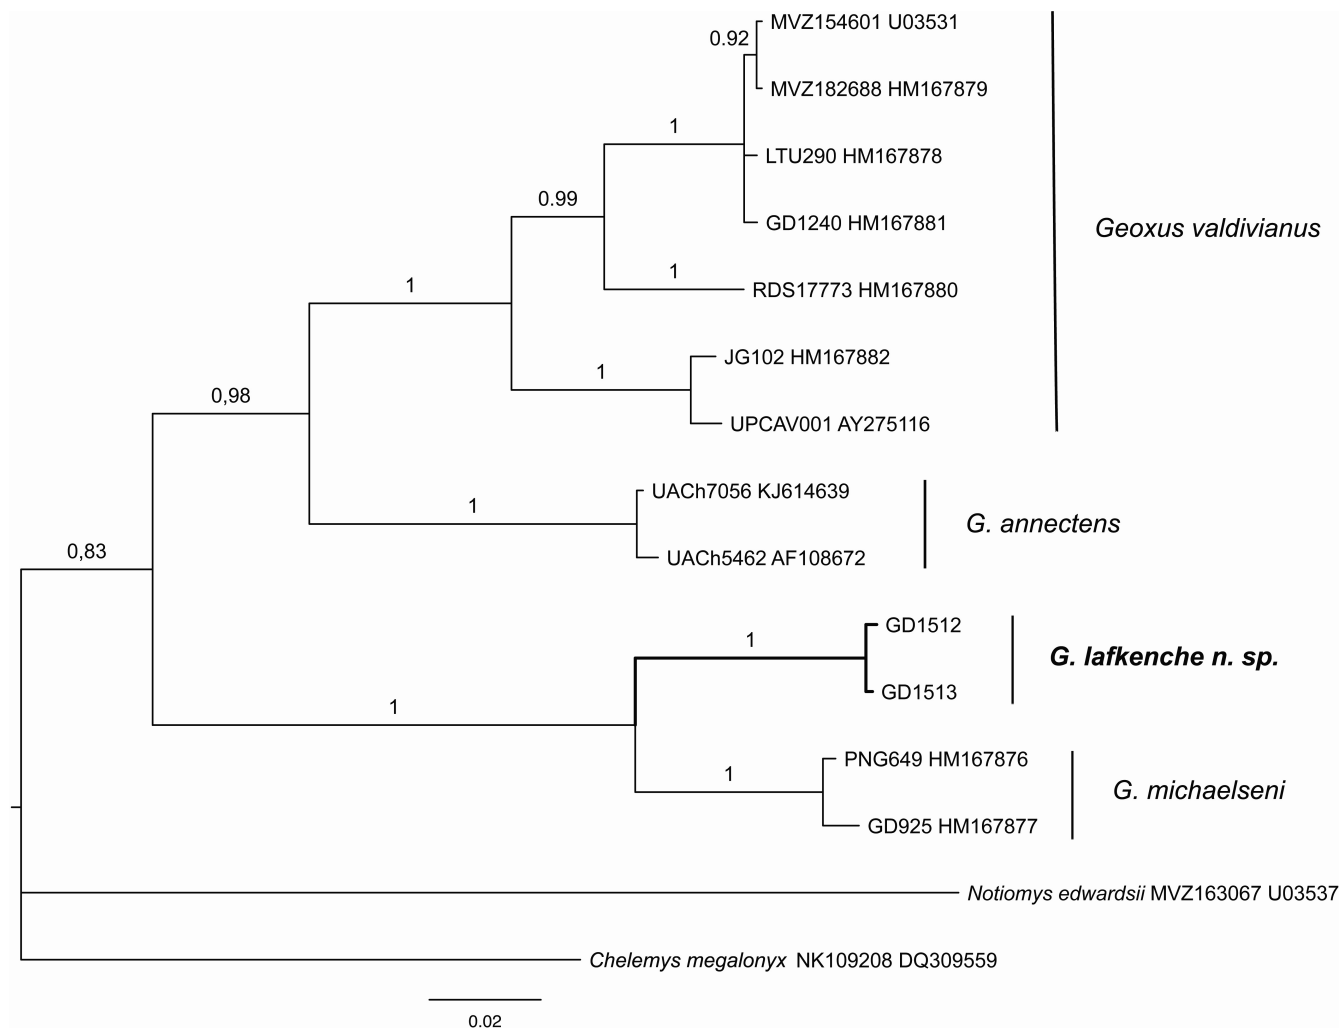 MVZ154601 U03531
0.92
MVZ182688 HM167879
1
LTU290 HM167878
0.99
GD1240 HM167881
Geoxus valdivianus
1
RDS17773 HM167880
1
JG102 HM167882
1
UPCAV001 AY275116
0,98
UACh7056 KJ614639
1
G. annectens
UACh5462 AF108672
0,83
GD1512
1
G. lafkenche n. sp.
GD1513
1
PNG649 HM167876
1
G. michaelseni
GD925 HM167877
Notiomys edwardsii MVZ163067 U03537
Chelemys megalonyx NK109208 DQ309559
0.02